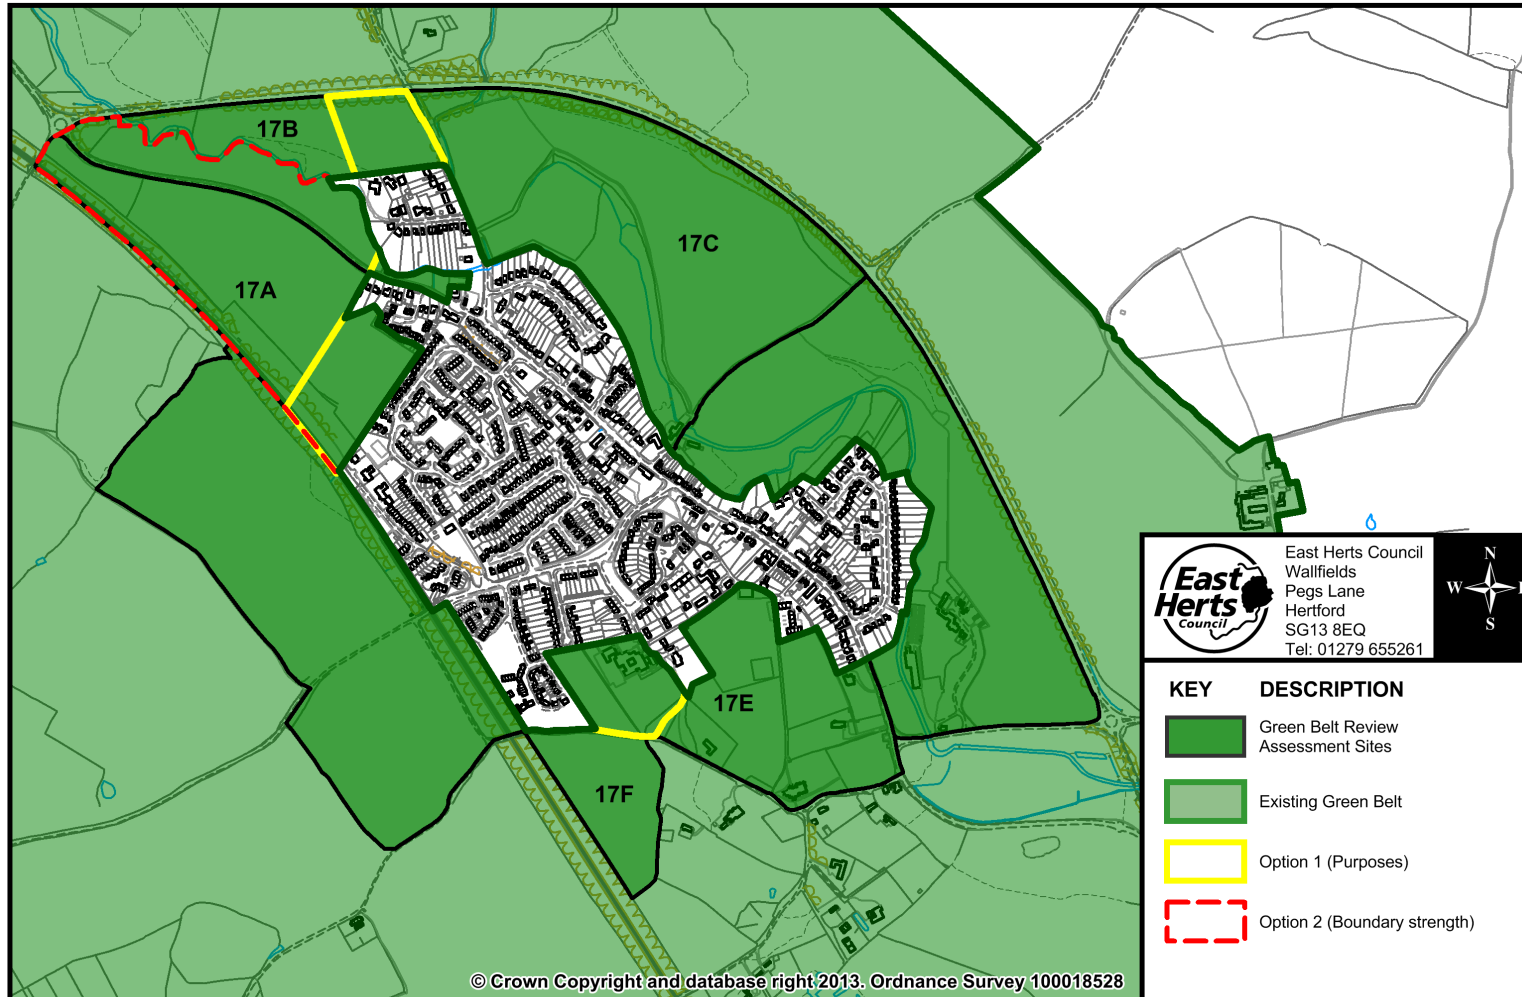 17B
17C
17A
17E
17F
East
Herts
Council
East Herts Council
Wallfields
Pegs Lane
Hertford
SG13 8EQ
Tel: 01279 655261
N
W
S
KEY DESCRIPTION
Green Belt Review
Assessment Sites
Existing Green Belt
Option 1 (Purposes)
Option 2 (Boundary strength)
© Crown Copyright and database right 2013. Ordnance Survey 100018528